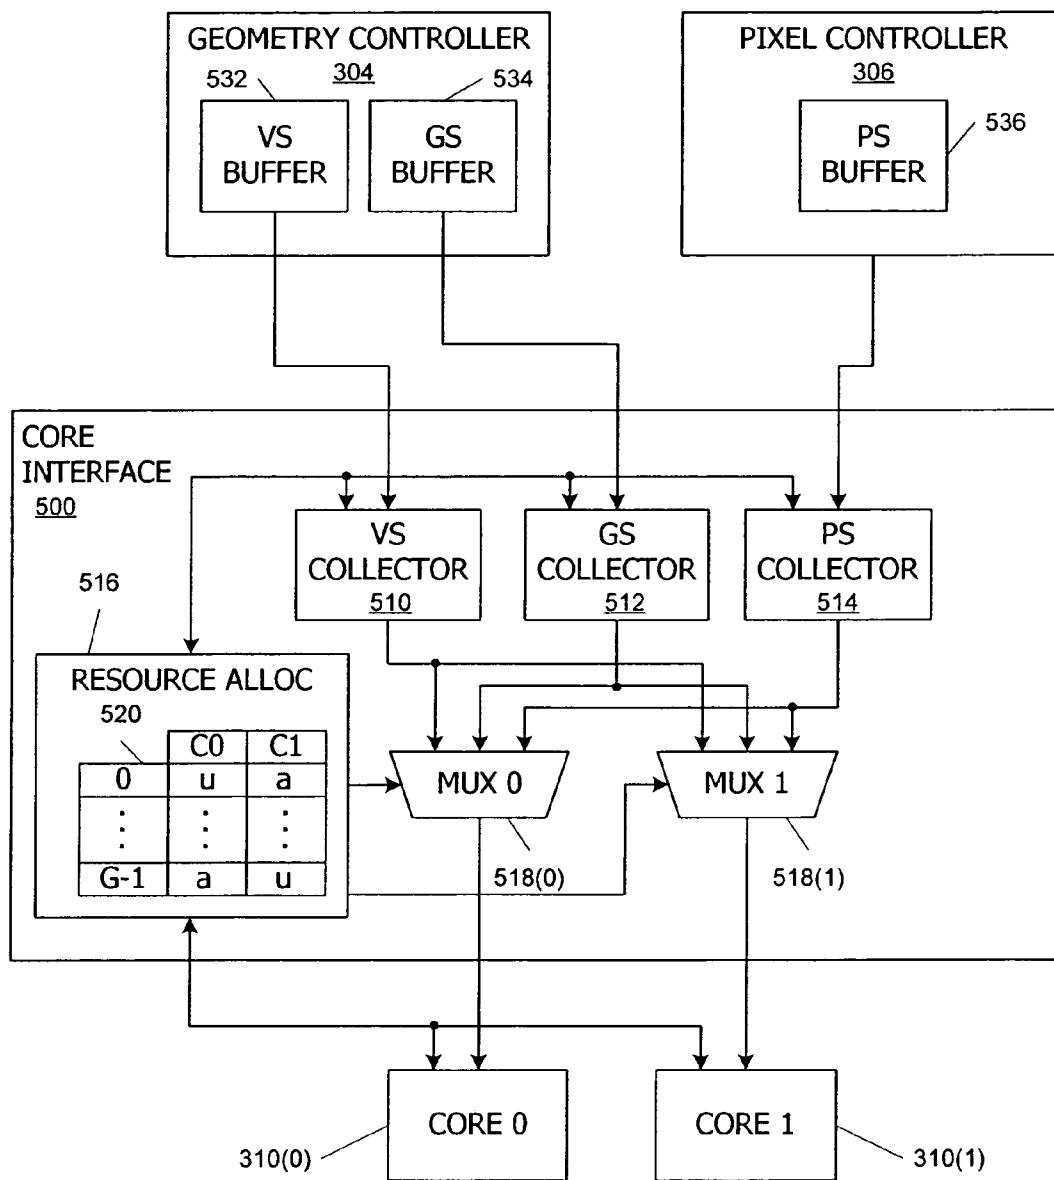 GEOMETRY CONTROLLER
304
532
534
VS
BUFFER
GS
BUFFER
PIXEL CONTROLLER
306
PS
BUFFER
536
CORE
INTERFACE
500
VS
COLLECTOR
510
GS
COLLECTOR
512
PS
COLLECTOR
514
516
RESOURCE ALLOC
520
C0 C1
0 u a
⋮ ⋮ ⋮
G-1 a u
MUX 0
MUX 1
518(0)
518(1)
CORE 0
CORE 1
310(0)
310(1)